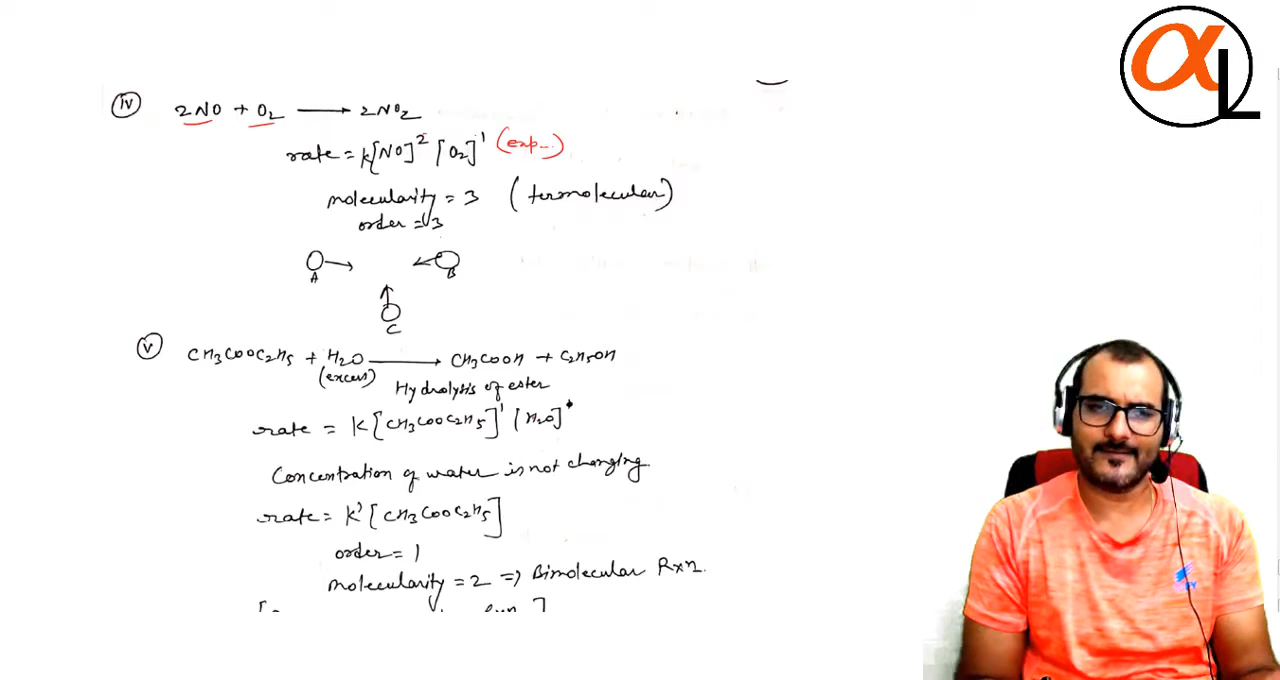 αL
iv 2NO + O2 → 2NO2
rate = k[NO]^2 [O2]^1 (exp...)
molecularity = 3 (termolecular)
order = 3
A B
C
v CH3COOC2H5 + H2O → CH3COOH + C2H5OH
(excess)
Hydrolysis of ester
rate = k[CH3COOC2H5]^1 [H2O]
Concentration of water is not changing.
rate = k'[CH3COOC2H5]
order = 1
molecularity = 2 => Bimolecular Rxn.